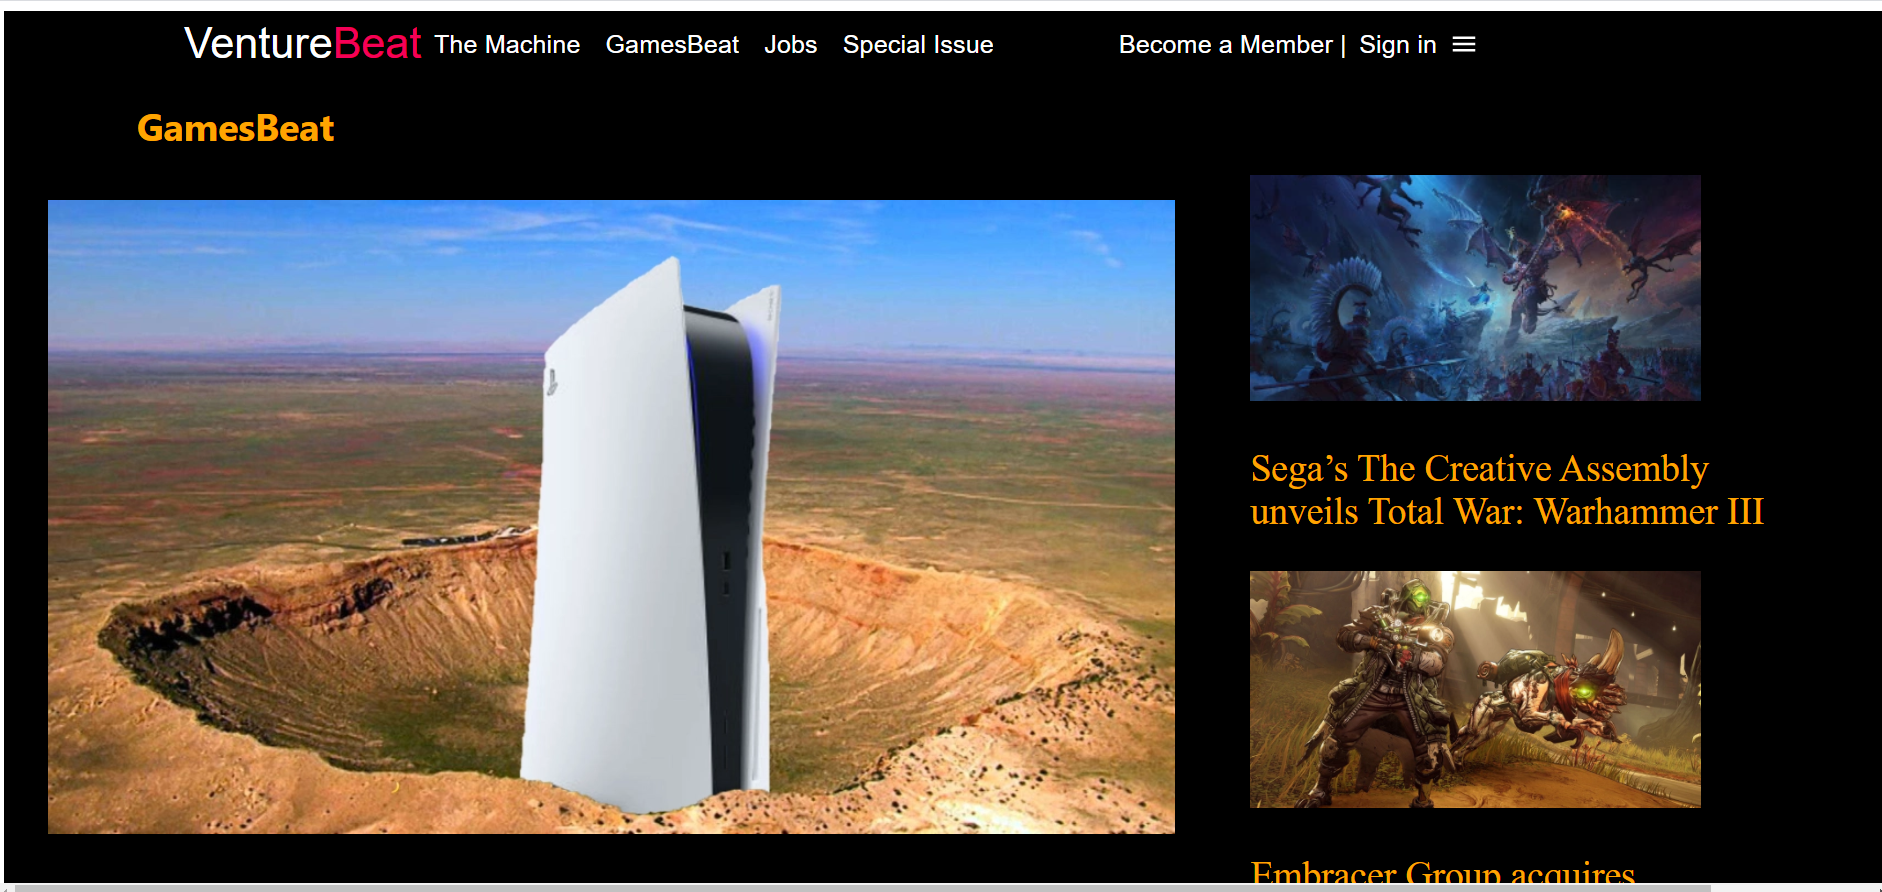 VentureBeat The Machine GamesBeat Jobs Special Issue Become a Member | Sign in
GamesBeat
Sega’s The Creative Assembly
unveils Total War: Warhammer III
Embracer Group acquires